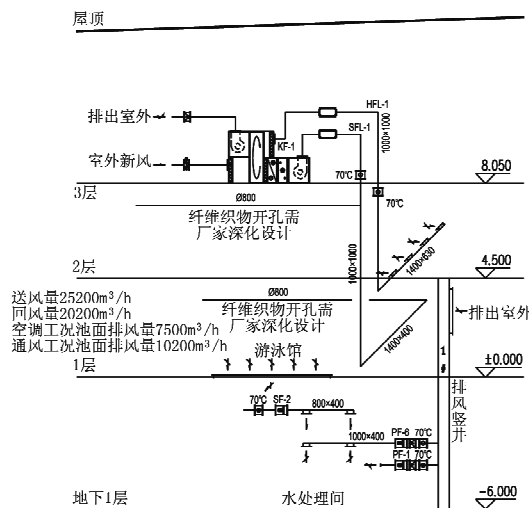 屋顶
HFL-1
排出室外
SFL-1
KF-1
1000×1000
室外新风
70℃
8.050
3层
70℃
Ø800
纤维织物开孔需
厂家深化设计
1000×1000
1400×630
4.500
2层
送风量25200m³/h
回风量20200m³/h
空调工况池面排风量7500m³/h
通风工况池面排风量10200m³/h
Ø800
纤维织物开孔需
厂家深化设计
排出室外
1400×400
游泳馆
±0.000
1层
70℃
SF-2
800×400
排风竖井
1000×400
PF-6
70℃
PF-1
70℃
地下1层
水处理间
-6.000